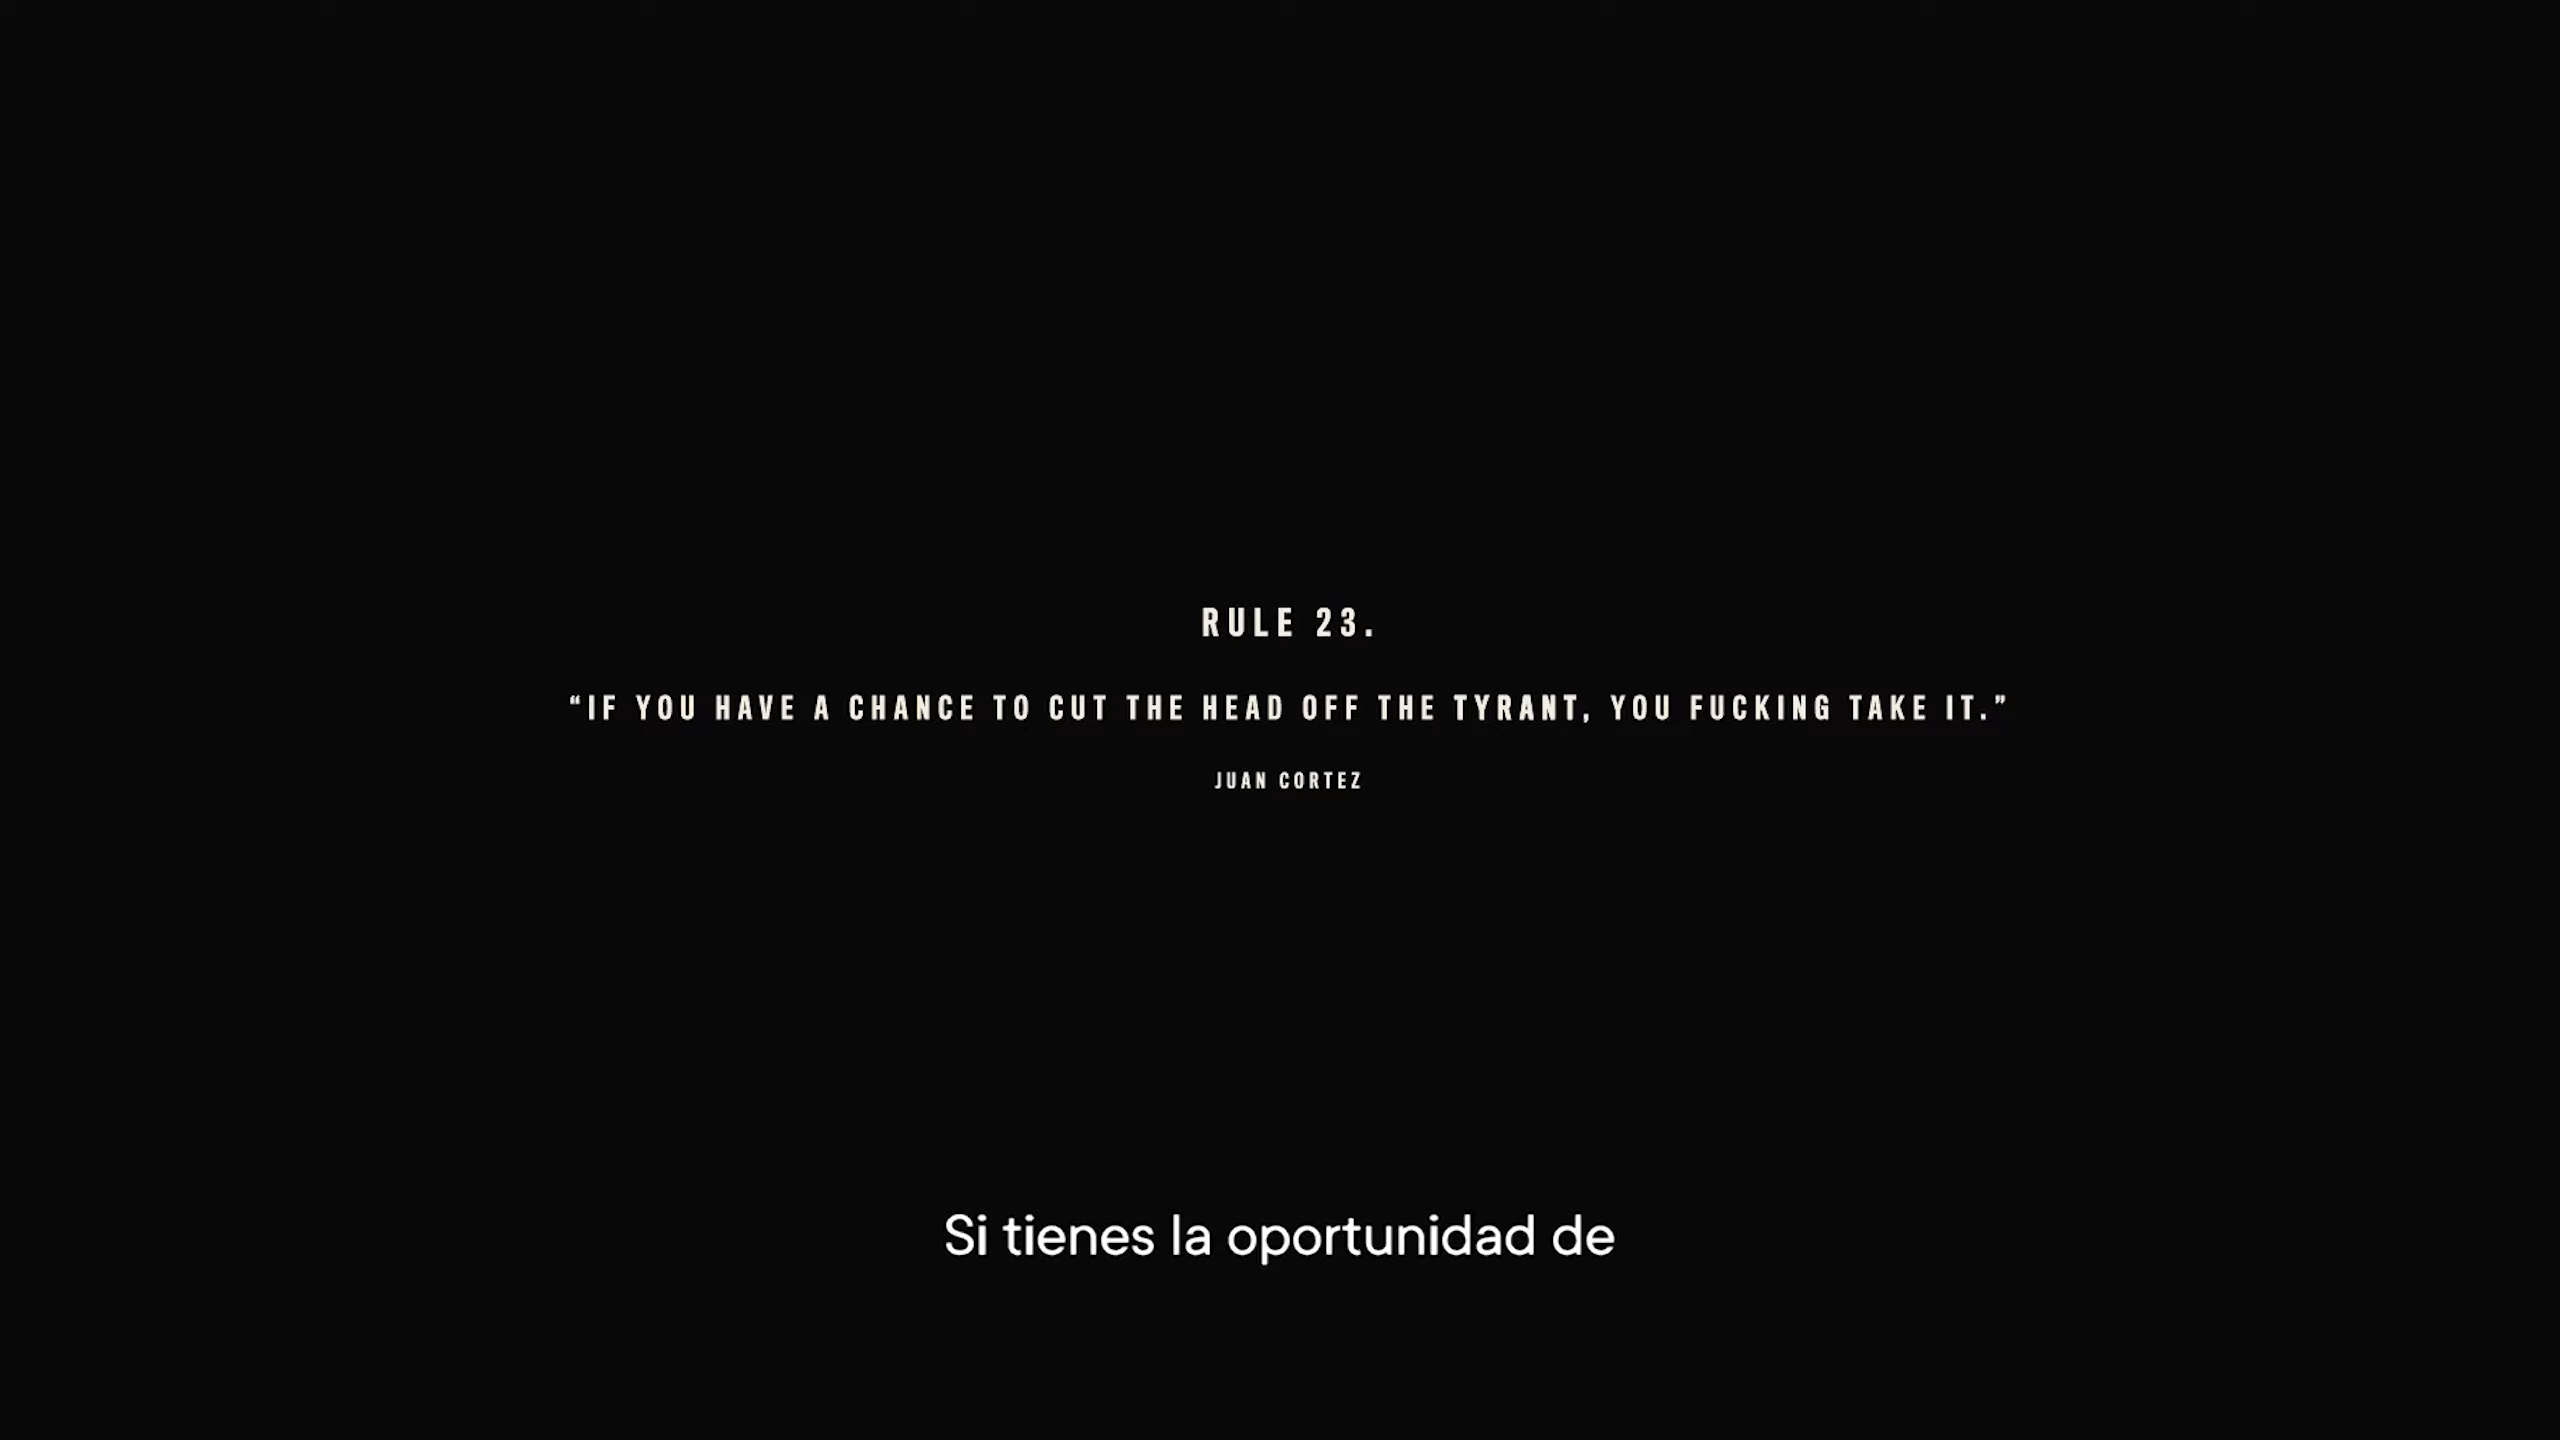 RULE 23.
“IF YOU HAVE A CHANCE TO CUT THE HEAD OFF THE TYRANT, YOU FUCKING TAKE IT.”
JUAN CORTEZ
Si tienes la oportunidad de